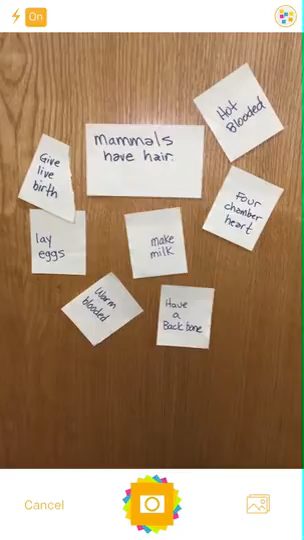 On
mammals
have hair.
Hot
Blooded
Give
live
birth
Four
chamber
heart
lay
eggs
make
milk
Warm
blooded
Have
a
Back bone
Cancel